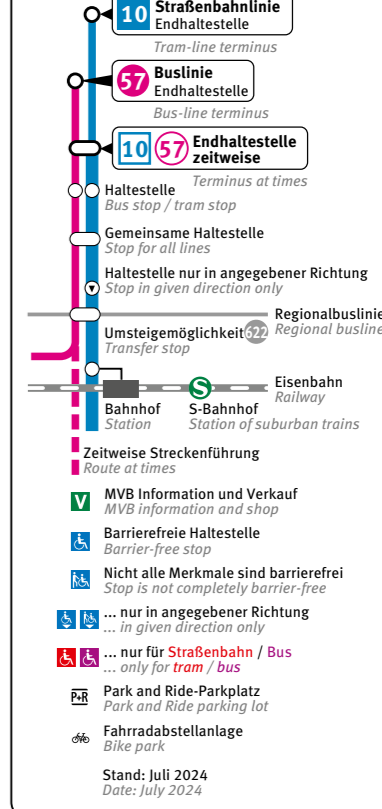 10 Straßenbahnlinie
Endhaltestelle
Tram-line terminus
57 Buslinie
Endhaltestelle
Bus-line terminus
10 57 Endhaltestelle
zeitweise
Terminus at times
Haltestelle
Bus stop / tram stop
Gemeinsame Haltestelle
Stop for all lines
Haltestelle nur in angegebener Richtung
Stop in given direction only
Regionalbuslinie
Umsteigemöglichkeit 622 Regional busline
Transfer stop
S Eisenbahn
Railway
Bahnhof S-Bahnhof
Station Station of suburban trains
Zeitweise Streckenführung
Route at times
V MVB Information und Verkauf
MVB information and shop
Barrierefreie Haltestelle
Barrier-free stop
Nicht alle Merkmale sind barrierefrei
Stop is not completely barrier-free
... nur in angegebener Richtung
... in given direction only
... nur für Straßenbahn / Bus
... only for tram / bus
P+R Park and Ride-Parkplatz
Park and Ride parking lot
Fahrradabstellanlage
Bike park
Stand: Juli 2024
Date: July 2024